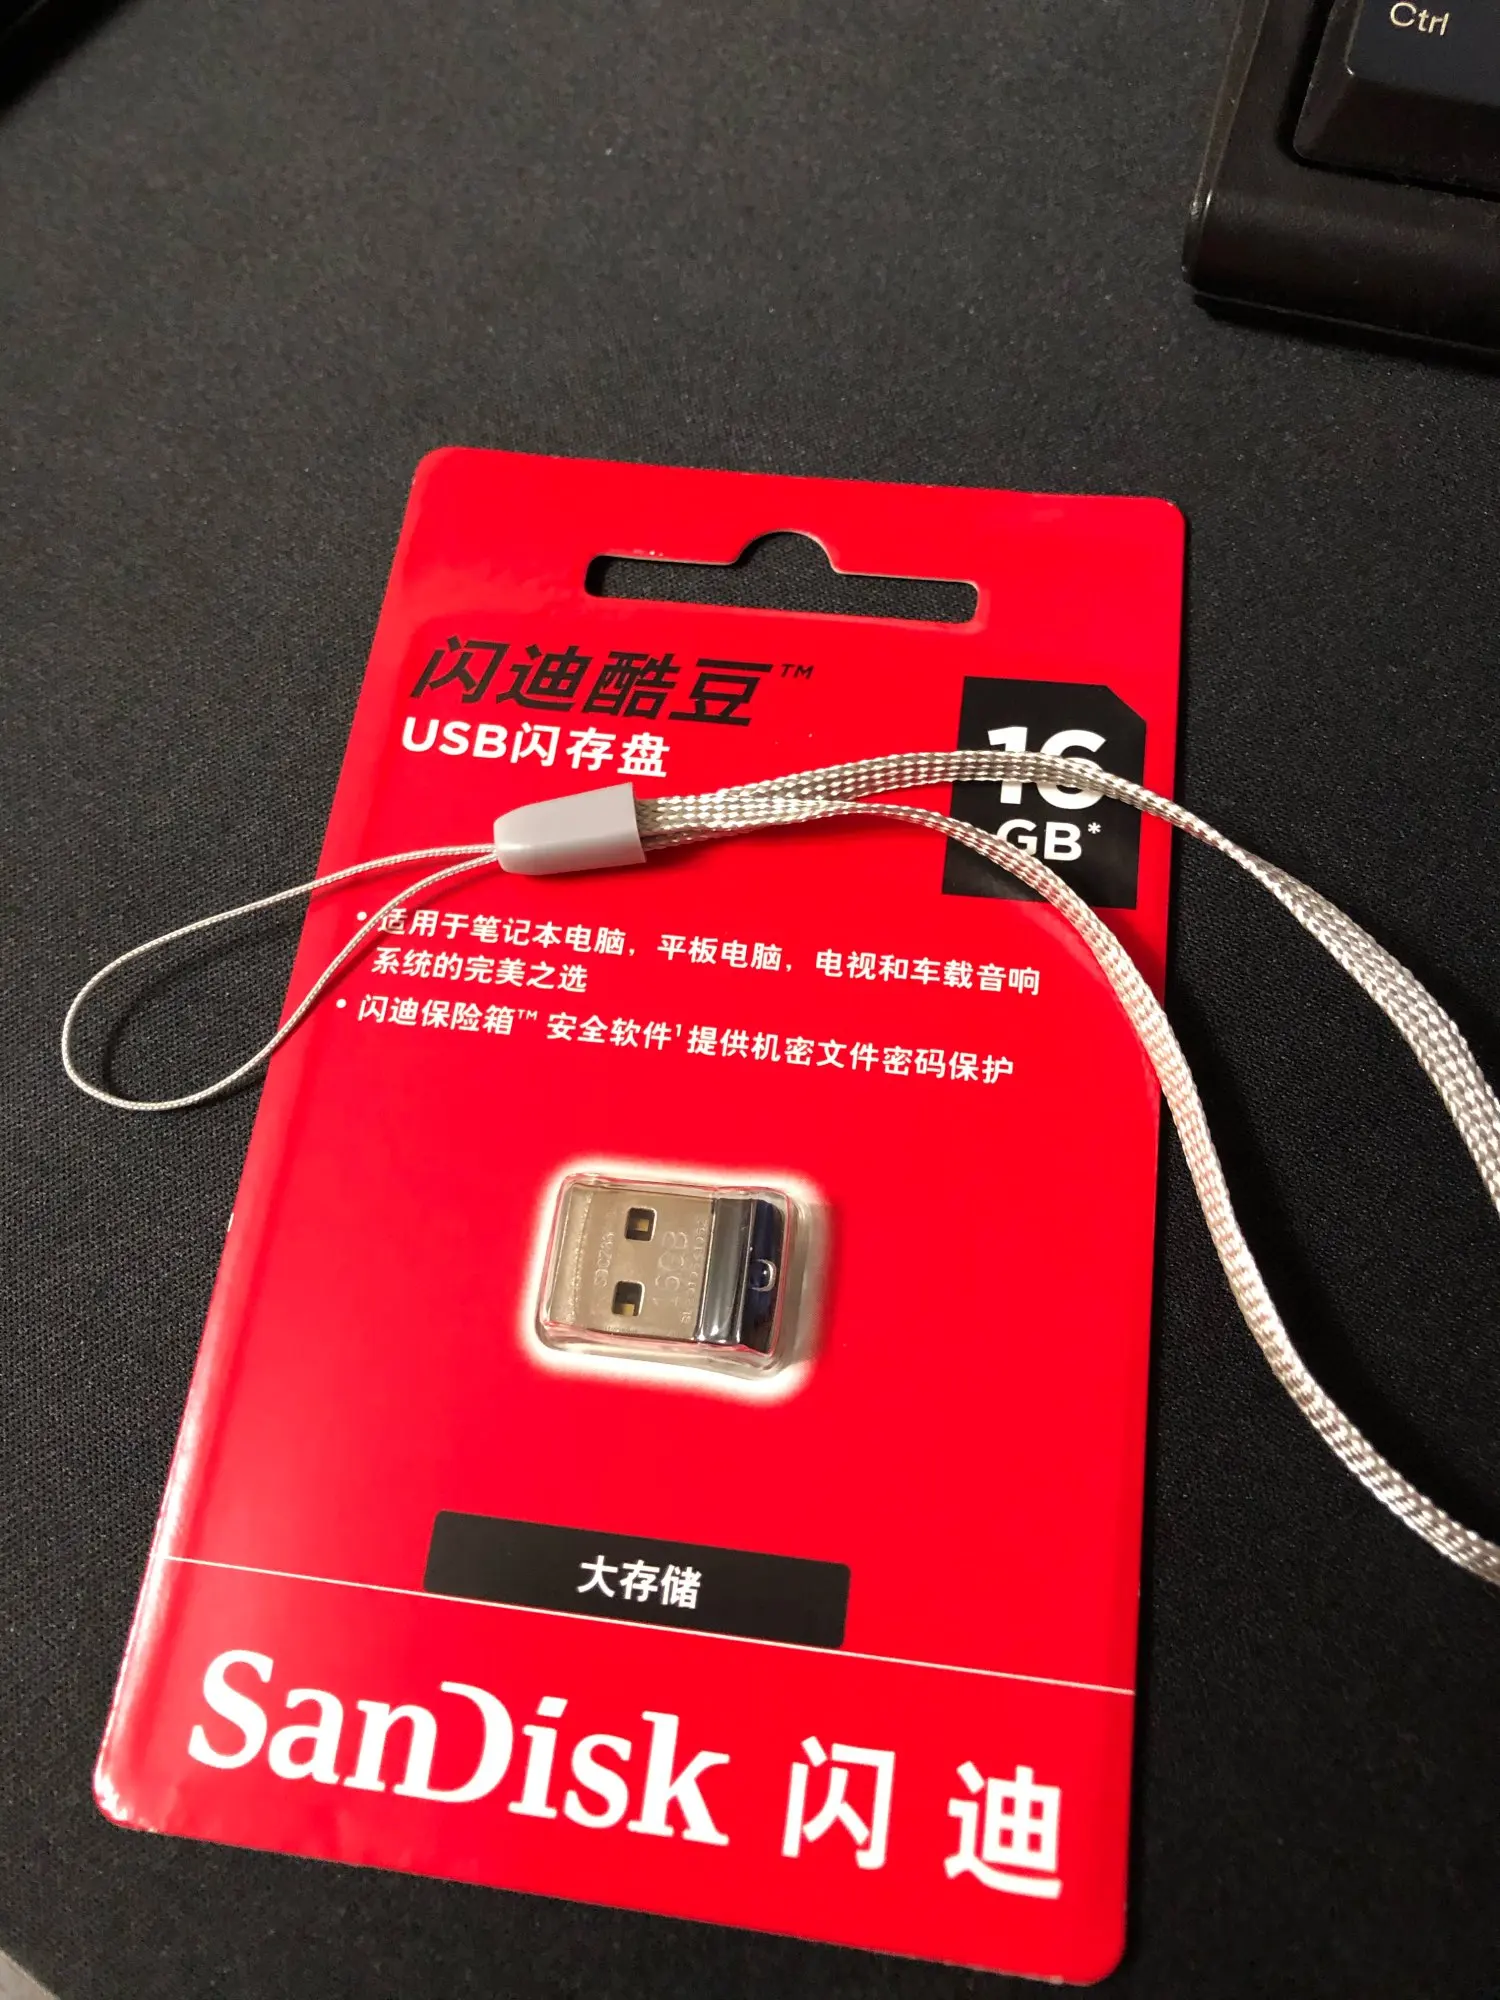 Ctrl
闪迪酷豆™
USB闪存盘
16
GB*
• 适用于笔记本电脑，平板电脑，电视和车载音响
系统的完美之选
• 闪迪保险箱™ 安全软件¹提供机密文件密码保护
16GB
大存储
SanDisk 闪迪